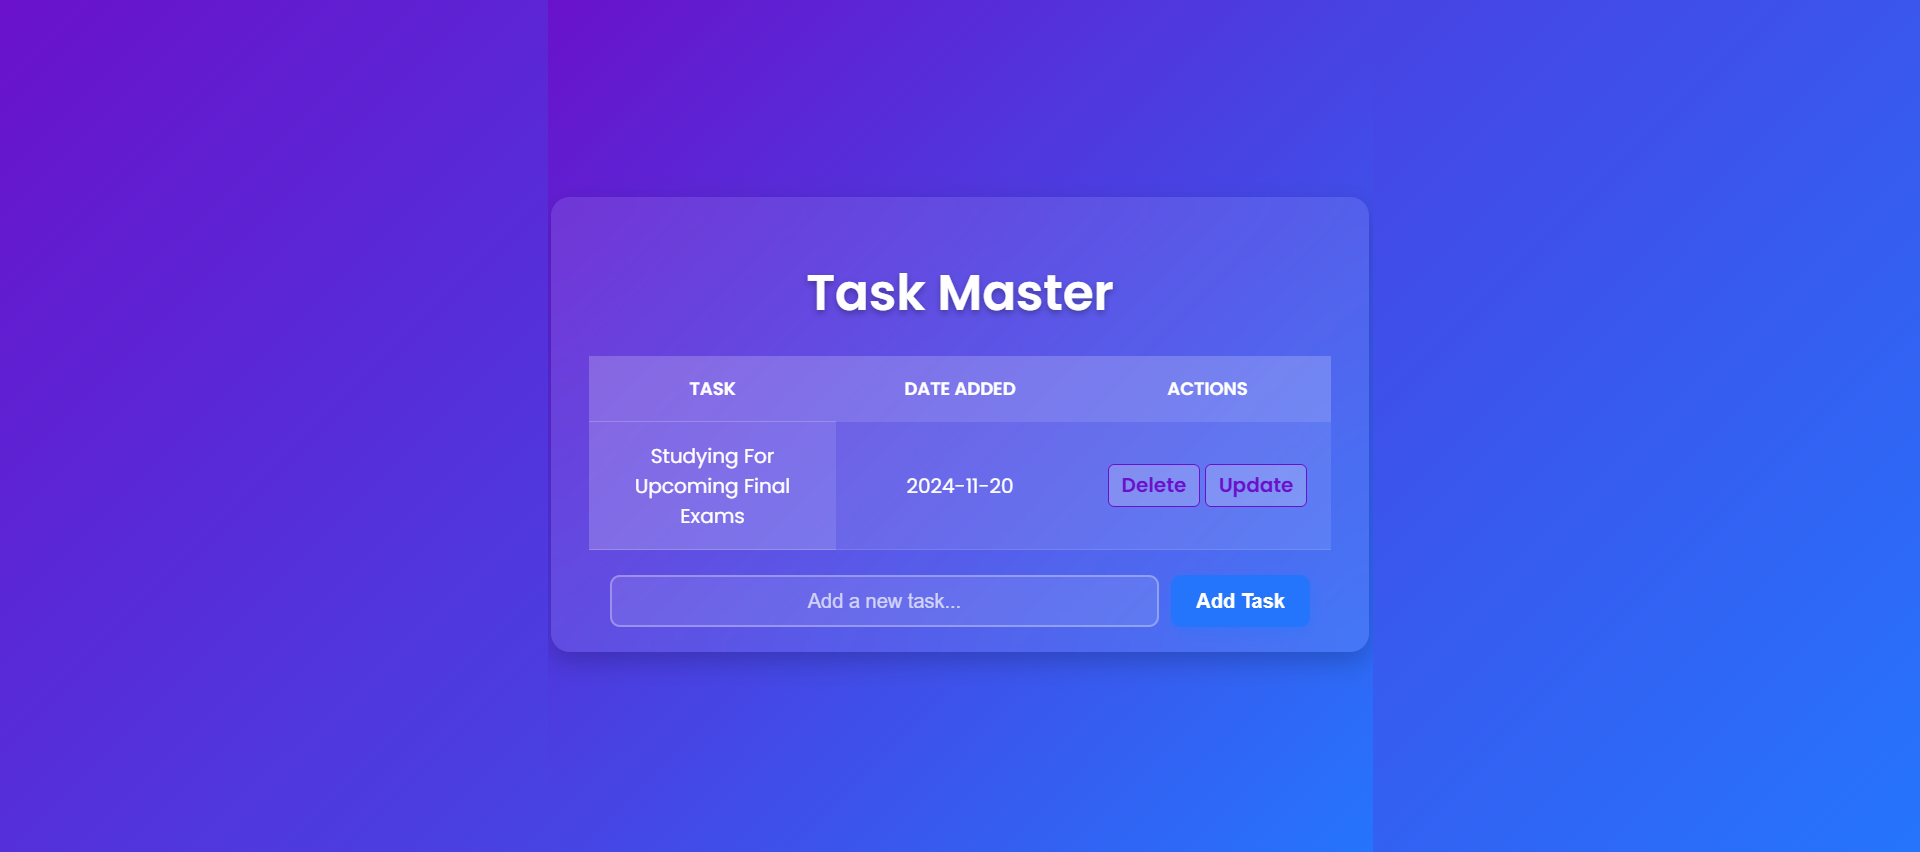 Task Master
TASK DATE ADDED ACTIONS
Studying For
Upcoming Final
Exams
2024-11-20
Delete Update
Add a new task...
Add Task